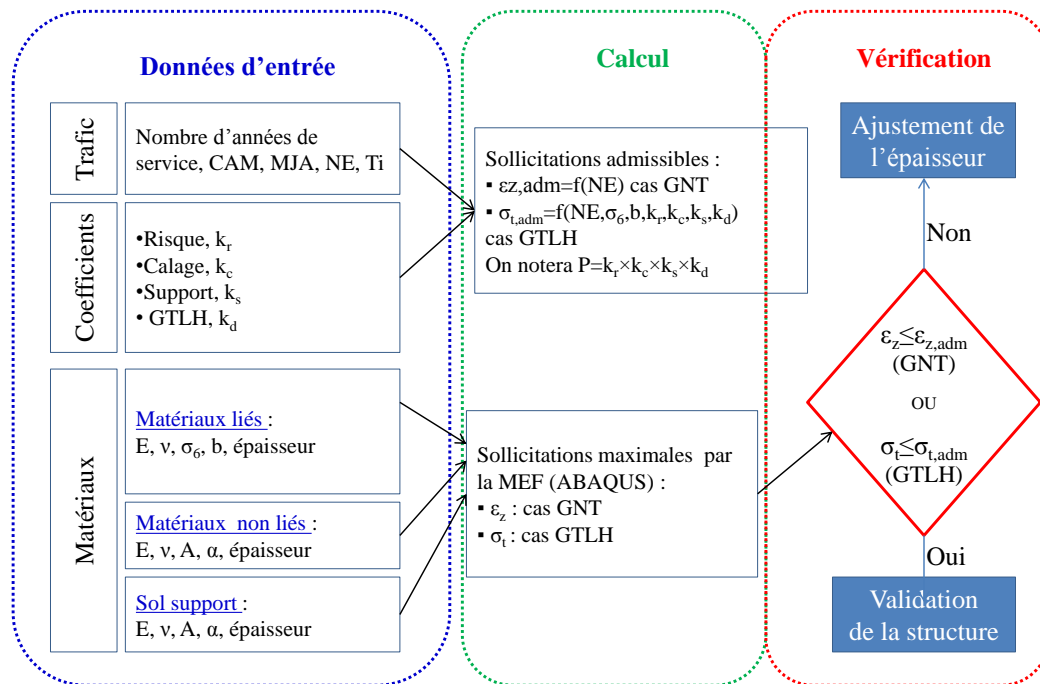 Données d'entrée
Trafic
Nombre d'années de
service, CAM, MJA, NE, Ti
Coefficients
•Risque, kr
•Calage, kc
•Support, ks
• GTLH, kd
Matériaux
Matériaux liés :
E, ν, σ6, b, épaisseur
Matériaux non liés :
E, ν, A, α, épaisseur
Sol support :
E, ν, A, α, épaisseur
Calcul
Sollicitations admissibles :
▪ εz,adm=f(NE) cas GNT
▪ σt,adm=f(NE,σ6,b,kr,kc,ks,kd)
cas GTLH
On notera P=kr×kc×ks×kd
Sollicitations maximales par
la MEF (ABAQUS) :
▪ εz : cas GNT
▪ σt : cas GTLH
Vérification
Ajustement de
l'épaisseur
Non
εz≤εz,adm
(GNT)
OU
σt≤σt,adm
(GTLH)
Oui
Validation
de la structure